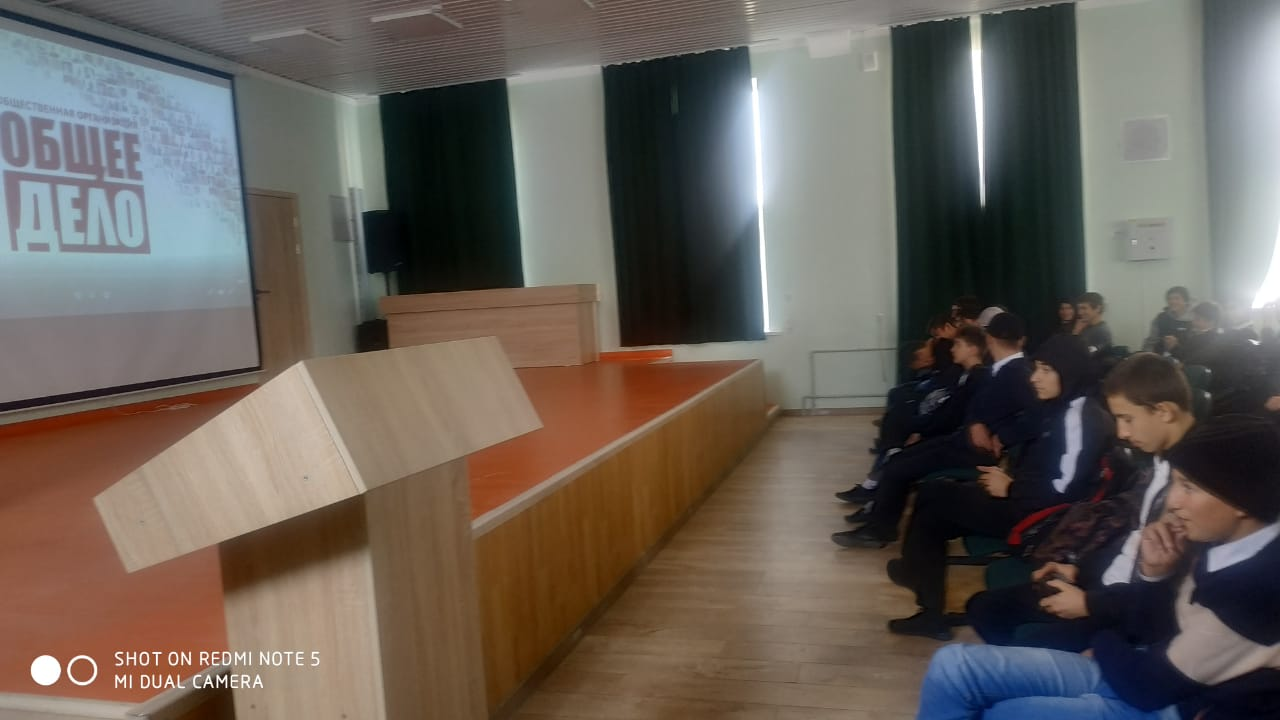 ОБЩЕСТВЕННАЯ ОРГАНИЗАЦИЯ
ОБЩЕЕ
ДЕЛО
SHOT ON REDMI NOTE 5
MI DUAL CAMERA